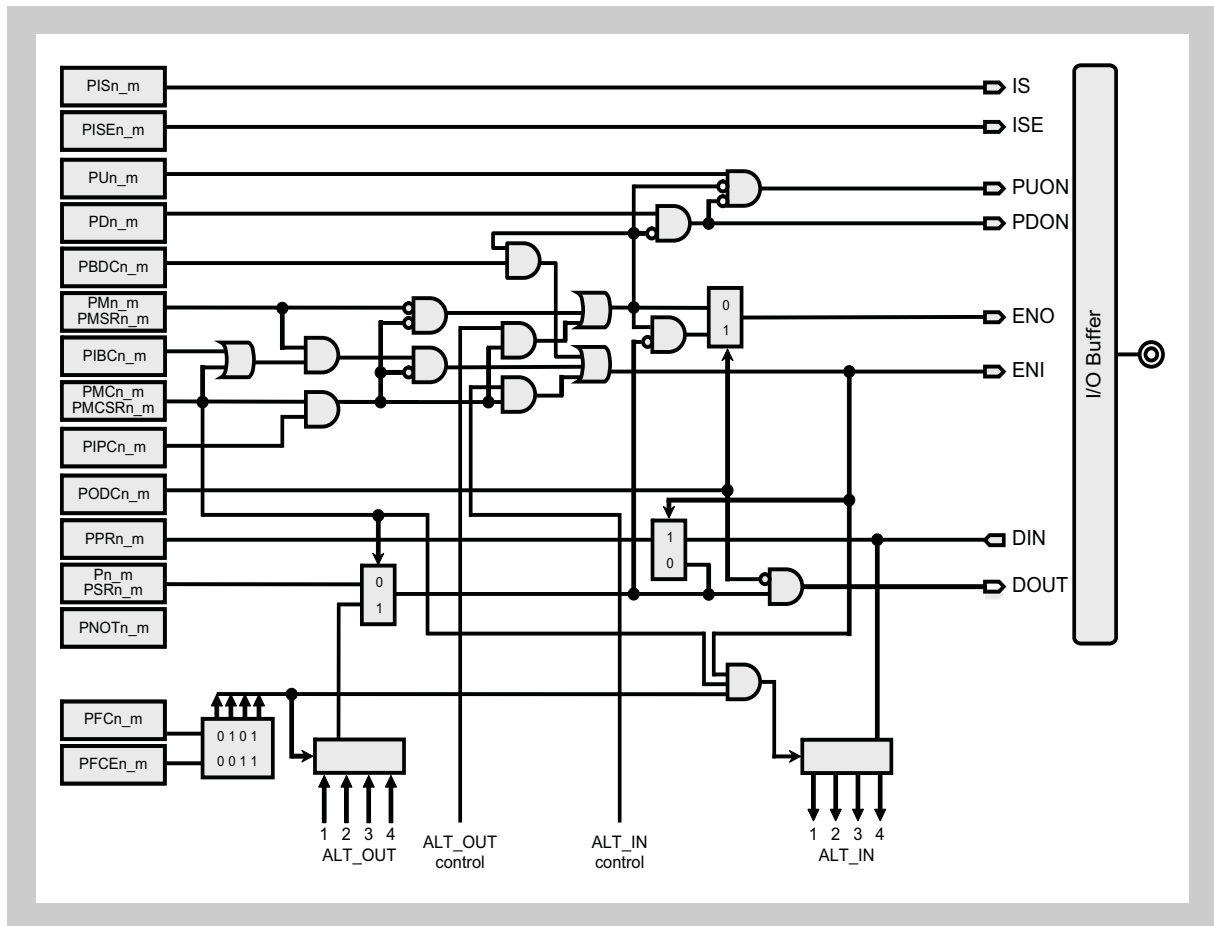 PISn_m
IS
PISEn_m
ISE
PUn_m
PUON
PDn_m
PDON
PBDCn_m
PMn_m
PMSRn_m
0
1
ENO
PIBCn_m
ENI
PMCn_m
PMCSRn_m
PIPCn_m
PODCn_m
PPRn_m
1
0
DIN
Pn_m
PSRn_m
0
1
DOUT
PNOTn_m
I/O Buffer
PFCn_m
PFCEn_m
0 1 0 1
0 0 1 1
1 2 3 4
ALT_OUT
ALT_OUT
control
ALT_IN
control
1 2 3 4
ALT_IN